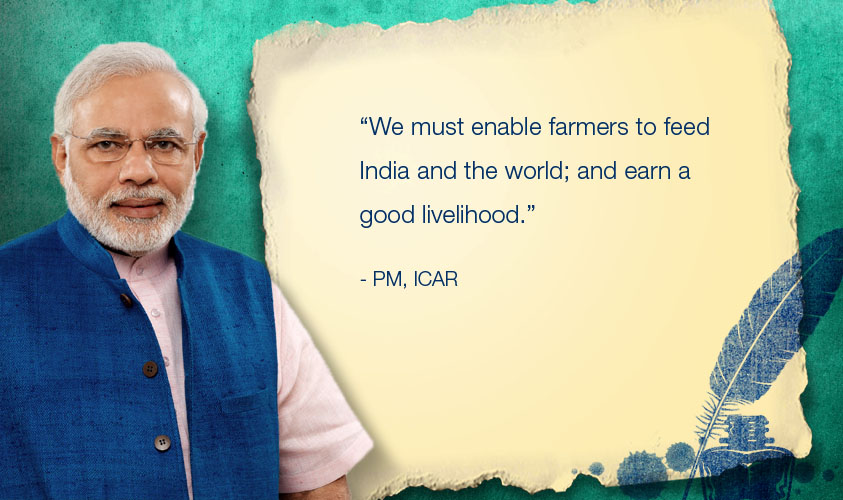 “We must enable farmers to feed
India and the world; and earn a
good livelihood.”
- PM, ICAR